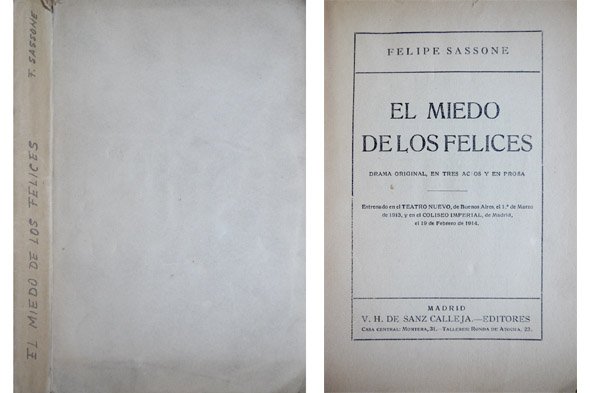 EL MIEDO DE LOS FELICES F. SASSONE
FELIPE SASSONE
EL MIEDO
DE LOS FELICES
DRAMA ORIGINAL, EN TRES ACTOS Y EN PROSA
Estrenado en el TEATRO NUEVO, de Buenos Aires, el 1.º de Marzo
de 1913, y en el COLISEO IMPERIAL, de Madrid,
el 19 de Febrero de 1914.
MADRID
V. H. DE SANZ CALLEJA.—EDITORES
CASA CENTRAL: MONTERA, 31.—TALLERES: RONDA DE ATOCHA, 23.